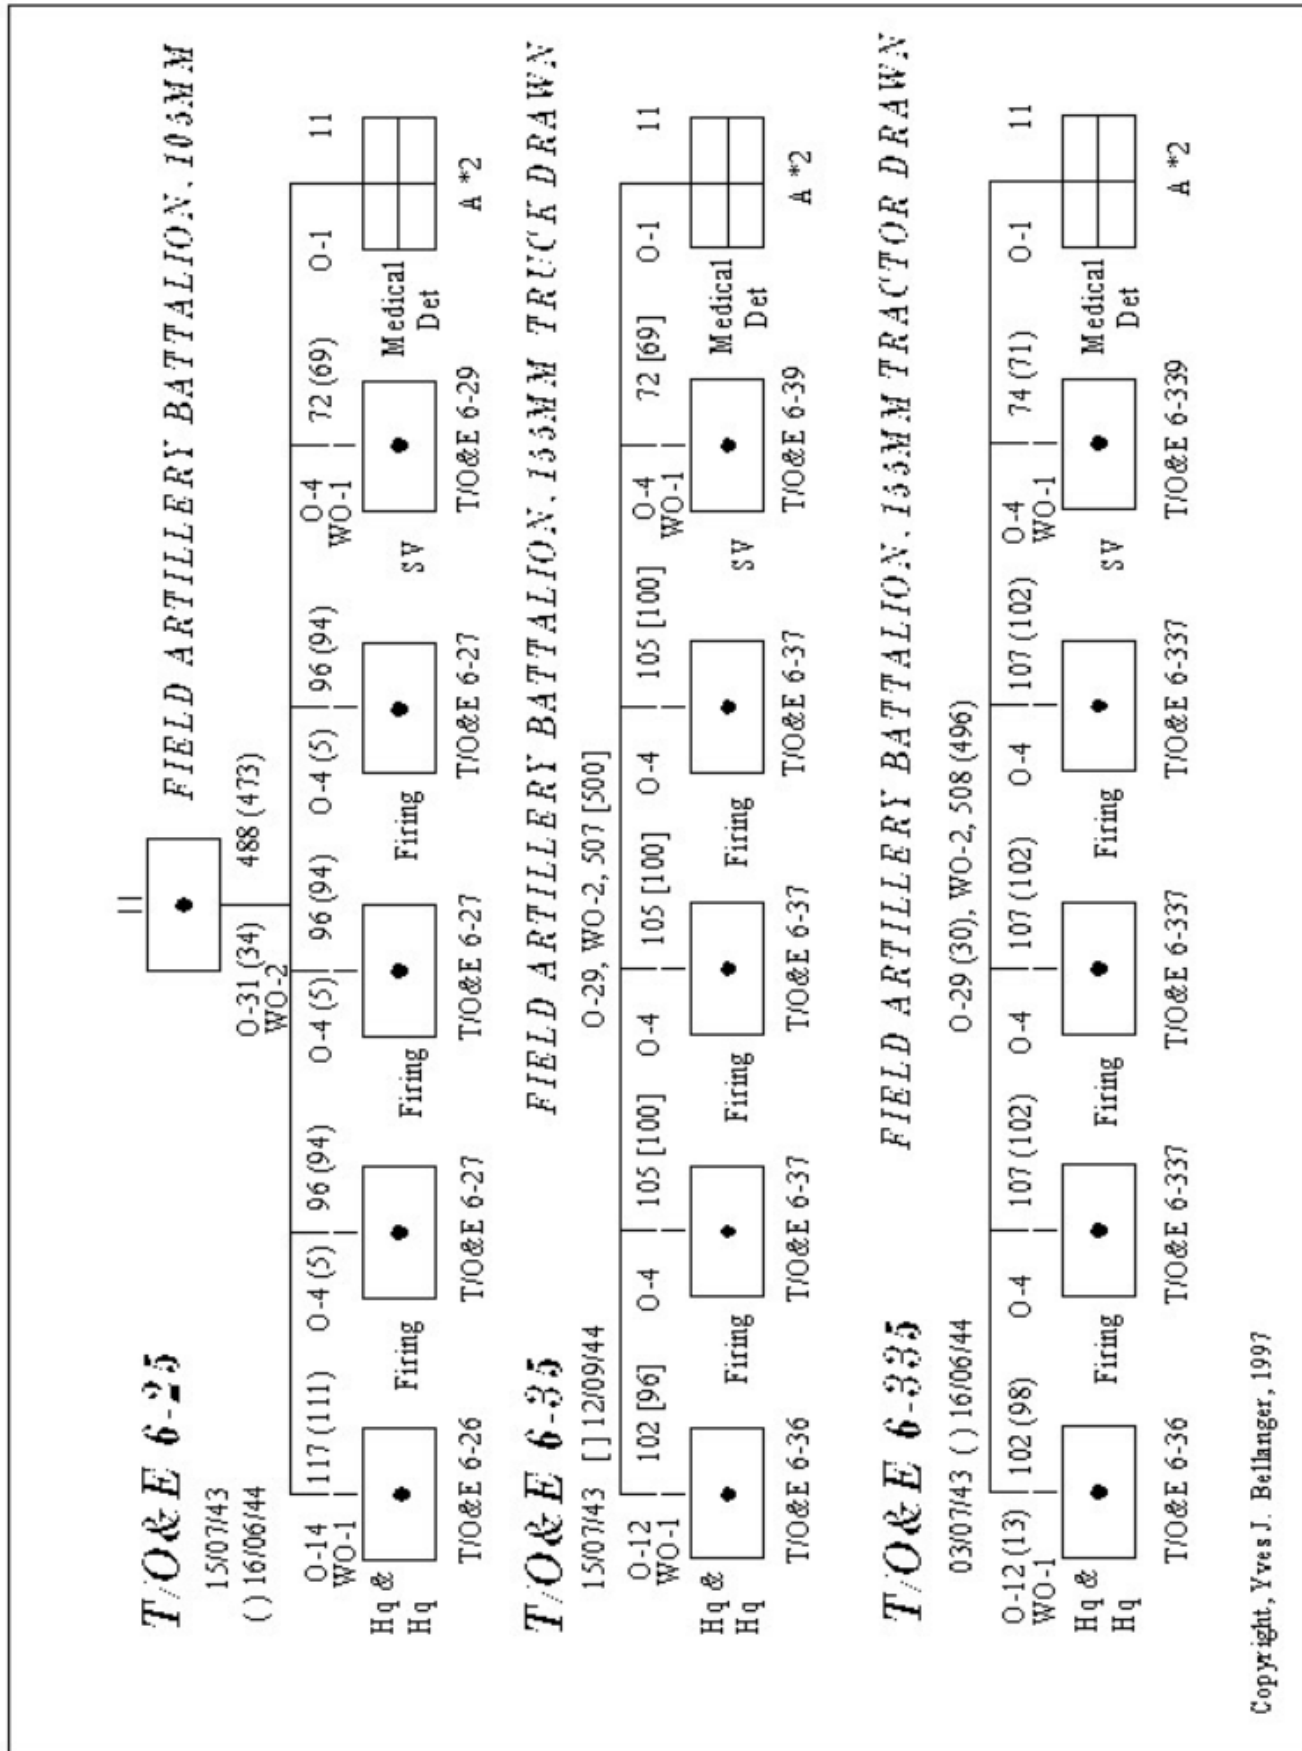 T/O&E 6-25
FIELD ARTILLERY BATTALION, 105MM
15/07/43
( ) 16/06/44
O-31 (34)
WO-2
488 (473)
O-14
WO-1
117 (111)
O-4 (5)
96 (94)
O-4 (5)
96 (94)
O-4 (5)
96 (94)
O-4
WO-1
72 (69)
O-1
11
Hq &
Hq
Firing
Firing
Firing
SV
Medical
Det
T/O&E 6-26
T/O&E 6-27
T/O&E 6-27
T/O&E 6-27
T/O&E 6-29
A *2
T/O&E 6-35
FIELD ARTILLERY BATTALION, 155MM TRUCK DRAWN
15/07/43 [ ] 12/09/44
O-29, WO-2, 507 [500]
O-12
WO-1
102 [96]
O-4
105 [100]
O-4
105 [100]
O-4
105 [100]
O-4
WO-1
72 [69]
O-1
11
Hq &
Hq
Firing
Firing
Firing
SV
Medical
Det
T/O&E 6-36
T/O&E 6-37
T/O&E 6-37
T/O&E 6-37
T/O&E 6-39
A *2
T/O&E 6-335
FIELD ARTILLERY BATTALION, 155MM TRACTOR DRAWN
03/07/43 ( ) 16/06/44
O-29 (30), WO-2, 508 (496)
O-12 (13)
WO-1
102 (98)
O-4
107 (102)
O-4
107 (102)
O-4
107 (102)
O-4
WO-1
74 (71)
O-1
11
Hq &
Hq
Firing
Firing
Firing
SV
Medical
Det
T/O&E 6-36
T/O&E 6-337
T/O&E 6-337
T/O&E 6-337
T/O&E 6-339
A *2
Copyright, Yves J. Bellanger, 1997